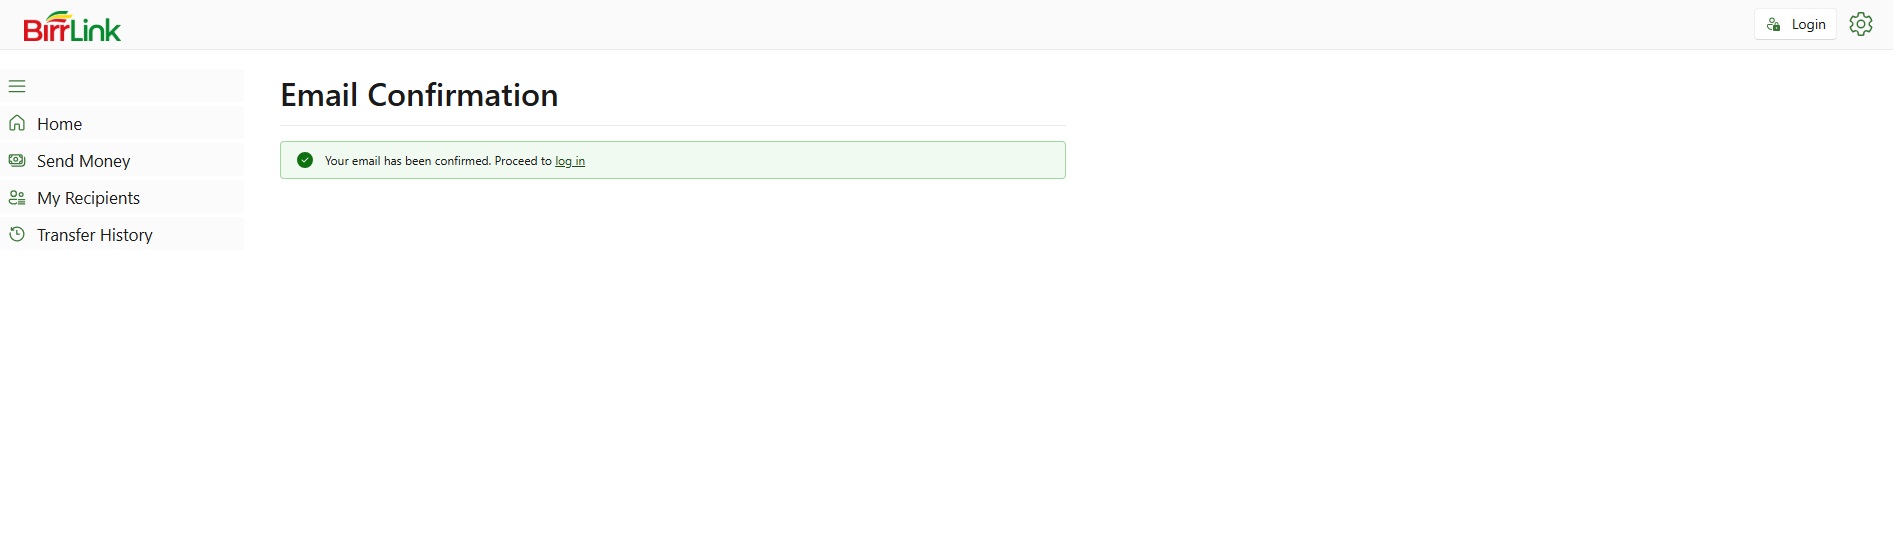 BirrLink
Login
Home
Send Money
My Recipients
Transfer History
Email Confirmation
Your email has been confirmed. Proceed to log in